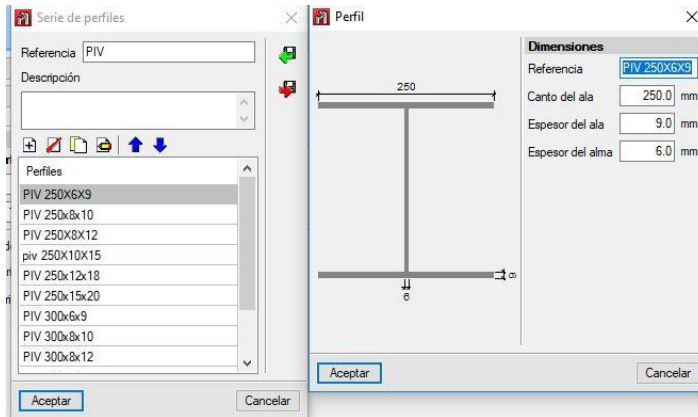 Serie de perfiles
Referencia PIV
Descripción
Perfiles
PIV 250X6X9
PIV 250x8x10
PIV 250X8X12
piv 250X10X15
PIV 250x12x18
PIV 250x15x20
PIV 300x6x9
PIV 300x8x10
PIV 300x8x12
Aceptar
Cancelar
Perfil
250
9
6
Dimensiones
Referencia PIV 250X6X9
Canto del ala 250.0 mm
Espesor del ala 9.0 mm
Espesor del alma 6.0 mm
Aceptar
Cancelar